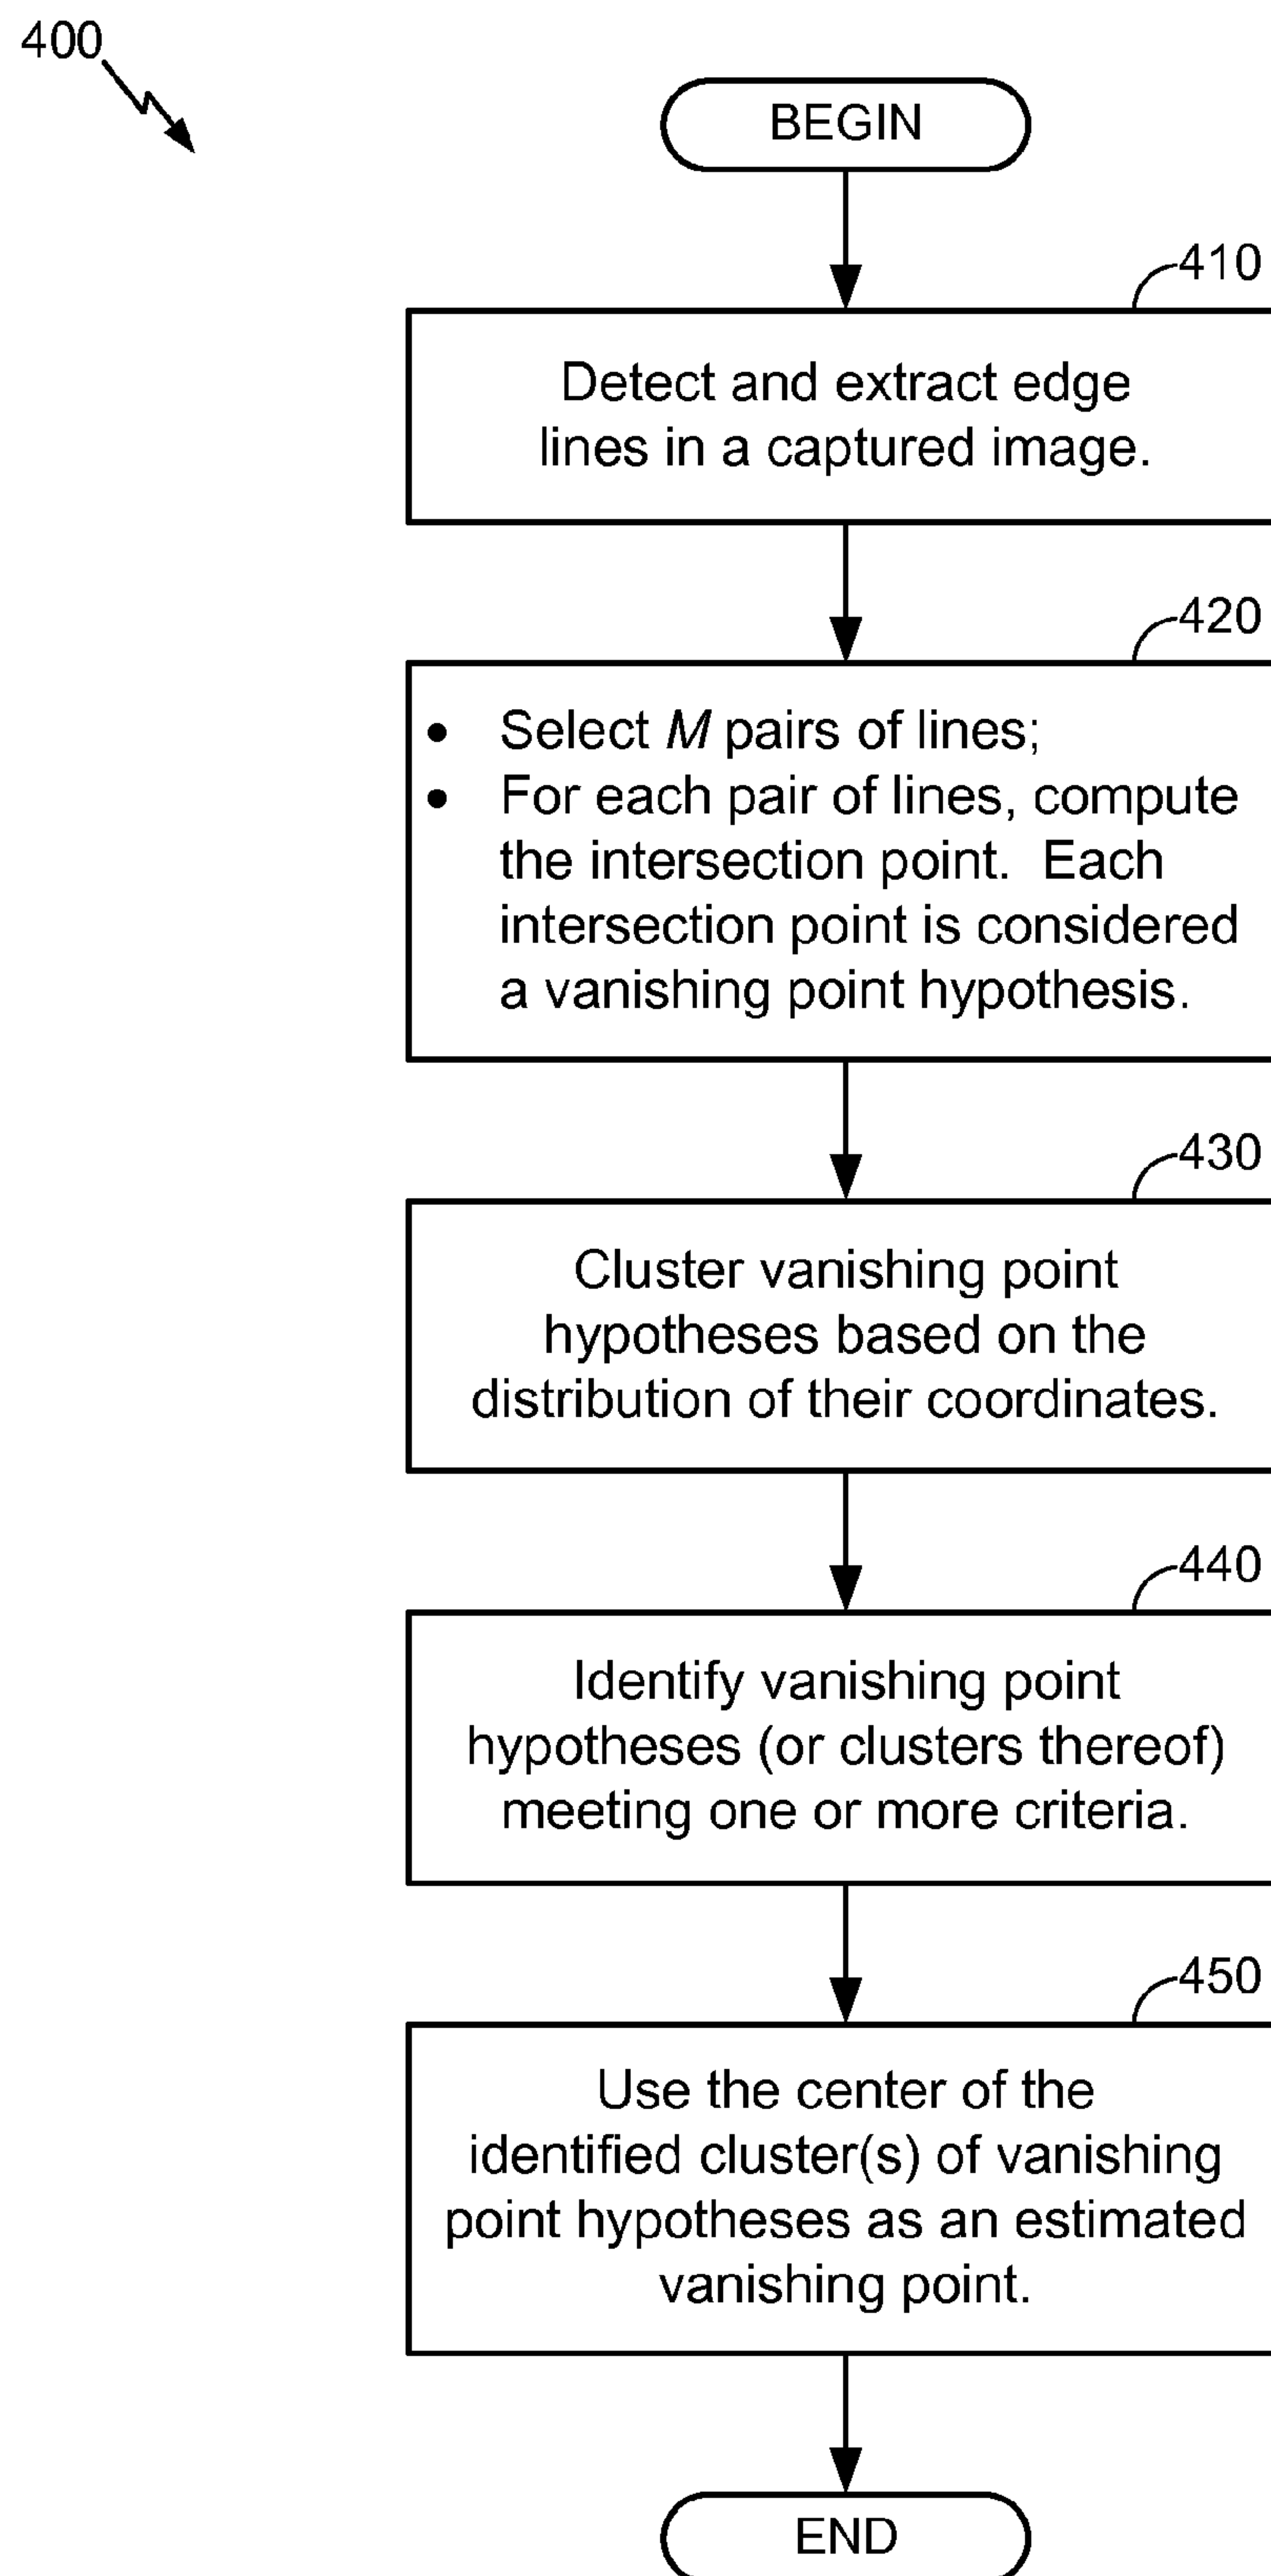 400
BEGIN
410
Detect and extract edge
lines in a captured image.
420
• Select M pairs of lines;
• For each pair of lines, compute
the intersection point. Each
intersection point is considered
a vanishing point hypothesis.
430
Cluster vanishing point
hypotheses based on the
distribution of their coordinates.
440
Identify vanishing point
hypotheses (or clusters thereof)
meeting one or more criteria.
450
Use the center of the
identified cluster(s) of vanishing
point hypotheses as an estimated
vanishing point.
END